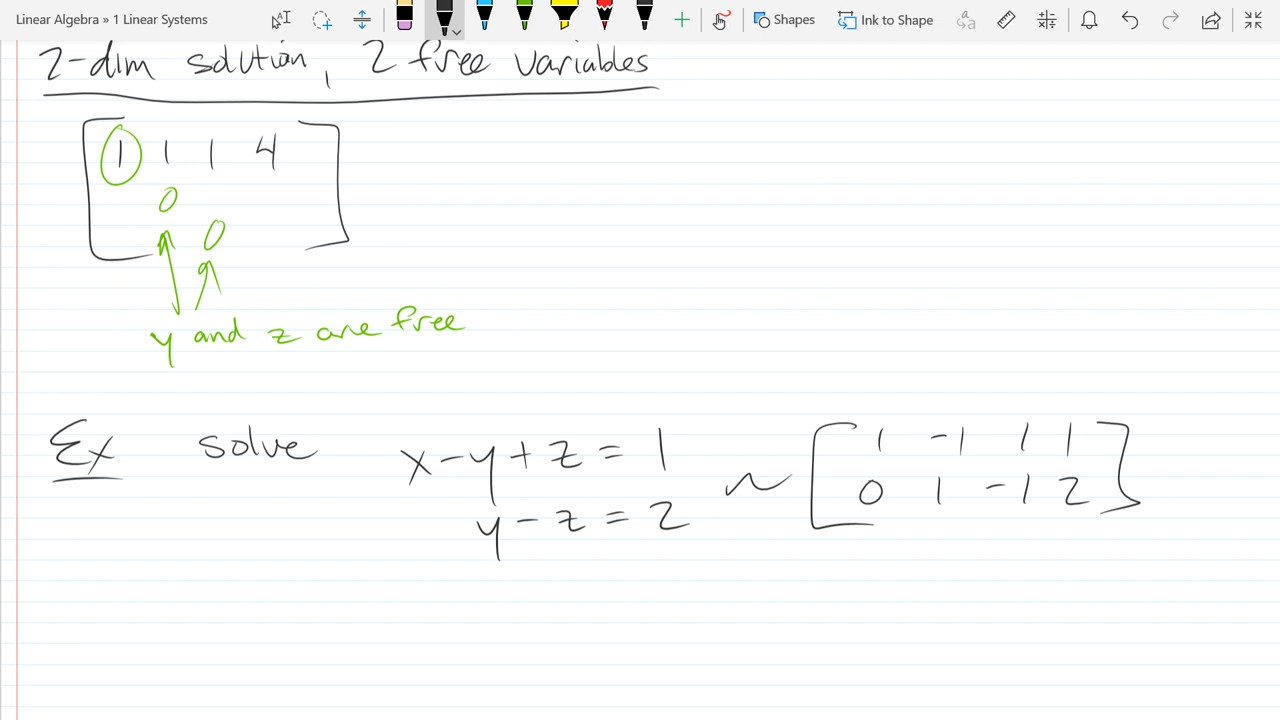 Linear Algebra » 1 Linear Systems
Shapes
Ink to Shape
2-dim solution, 2 free variables
1 1 1 4
0
0
y and z are free
Ex solve
x - y + z = 1 ~ [ 1 -1 1 1
y - z = 2 0 1 -1 2 ]